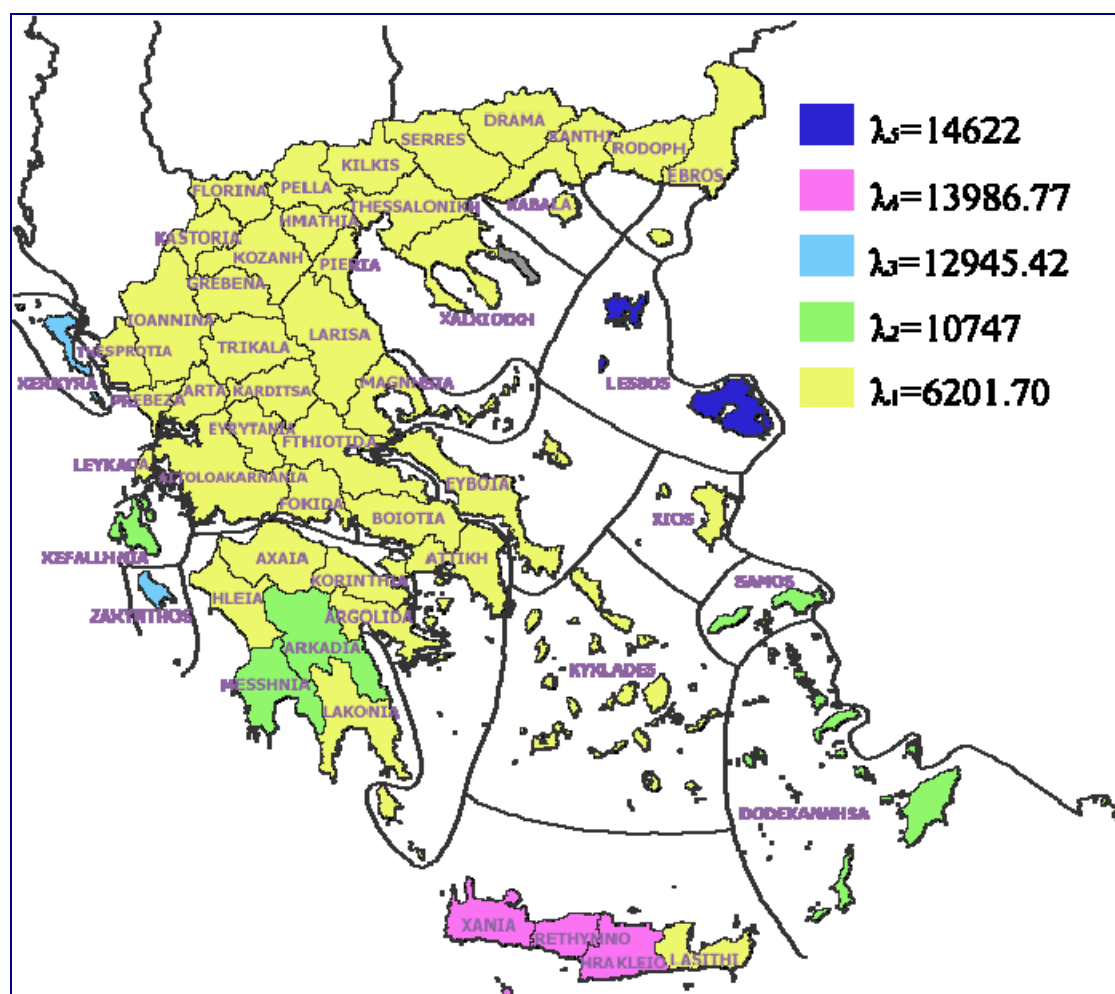 DRAMA
SERRES
XANTHI
RODOPH
KILKIS
EBROS
FLORINA
PELLA
THESSALONIKH
KABALA
HMATHIA
KASTORIA
KOZANH
PIERIA
GREBENA
IOANNINA
LARISA
XALKIDIKH
THESPROTIA
TRIKALA
XERKYRA
LESBOS
MAGNHSIA
PREBEZA
ARTA
KARDITSA
EYRYTANIA
FTHIOTIDA
LEYKADA
AITOLOAKARNANIA
EYBOIA
FOKIDA
BOIOTIA
XIOS
XEFALLHNIA
AXAIA
ATTIKH
KORINTHIA
SAMOS
HLEIA
ZAKYNTHOS
ARGOLIDA
ARKADIA
KYKLADES
MESSHNIA
LAKONIA
DODEKANNHSA
XANIA
RETHYMNO
HRAKLEIO
LASITHI
λ5=14622
λ4=13986.77
λ3=12945.42
λ2=10747
λ1=6201.70